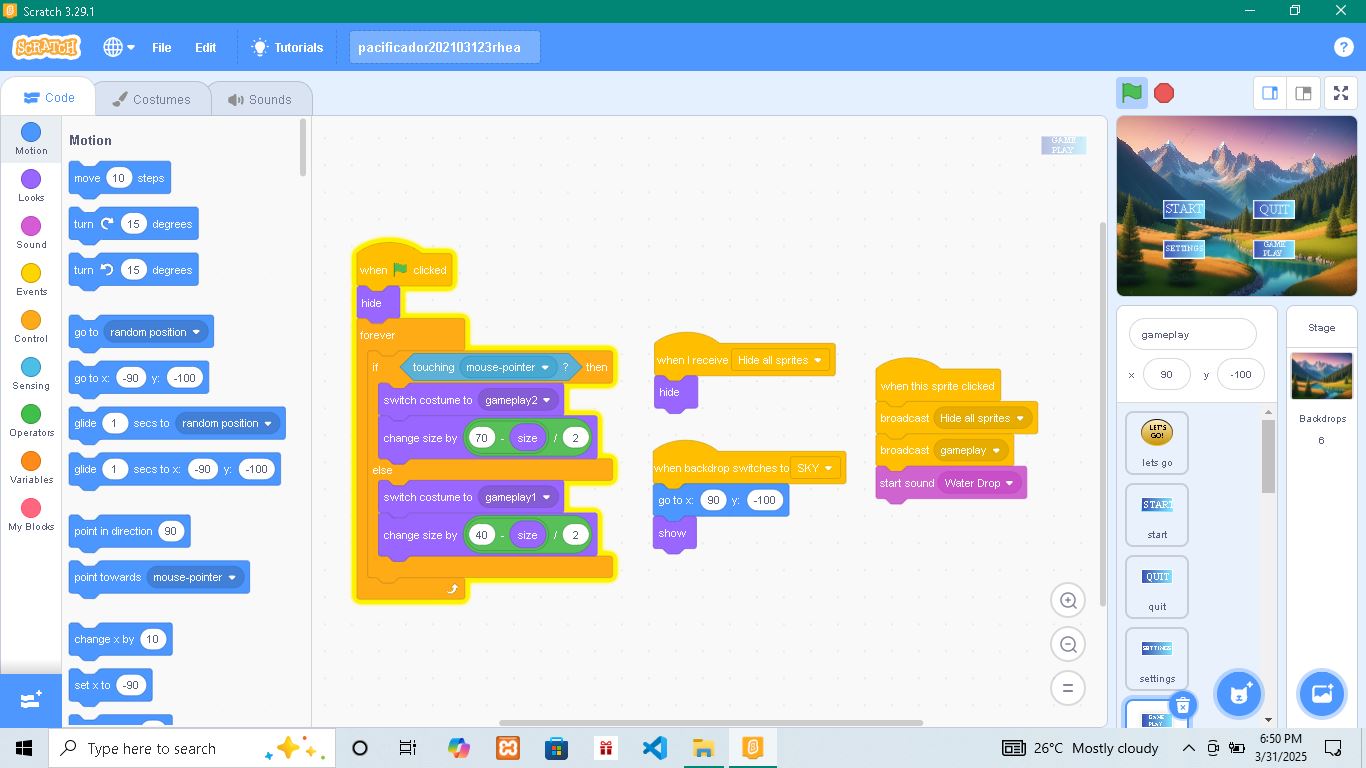 Scratch 3.29.1
SCRATCH File Edit Tutorials pacificador202103123rhea ?
Code Costumes Sounds
Motion
Looks
Sound
Events
Control
Sensing
Operators
Variables
My Blocks
Motion
move 10 steps
turn 15 degrees
turn 15 degrees
go to random position
go to x: -90 y: -100
glide 1 secs to random position
glide 1 secs to x: -90 y: -100
point in direction 90
point towards mouse-pointer
change x by 10
set x to -90
when clicked
hide
forever
if touching mouse-pointer ? then
switch costume to gameplay2
change size by 70 - size / 2
else
switch costume to gameplay1
change size by 40 - size / 2
when I receive Hide all sprites
hide
when backdrop switches to SKY
go to x: 90 y: -100
show
when this sprite clicked
broadcast Hide all sprites
broadcast gameplay
start sound Water Drop
GAME
PLAY
START QUIT
SETTINGS GAME
PLAY
gameplay
x 90 y -100
LET'S
GO!
lets go
START
start
QUIT
quit
SETTINGS
settings
GAME
PLAY
Stage
Backdrops
6
Type here to search
26°C Mostly cloudy
6:50 PM
3/31/2025